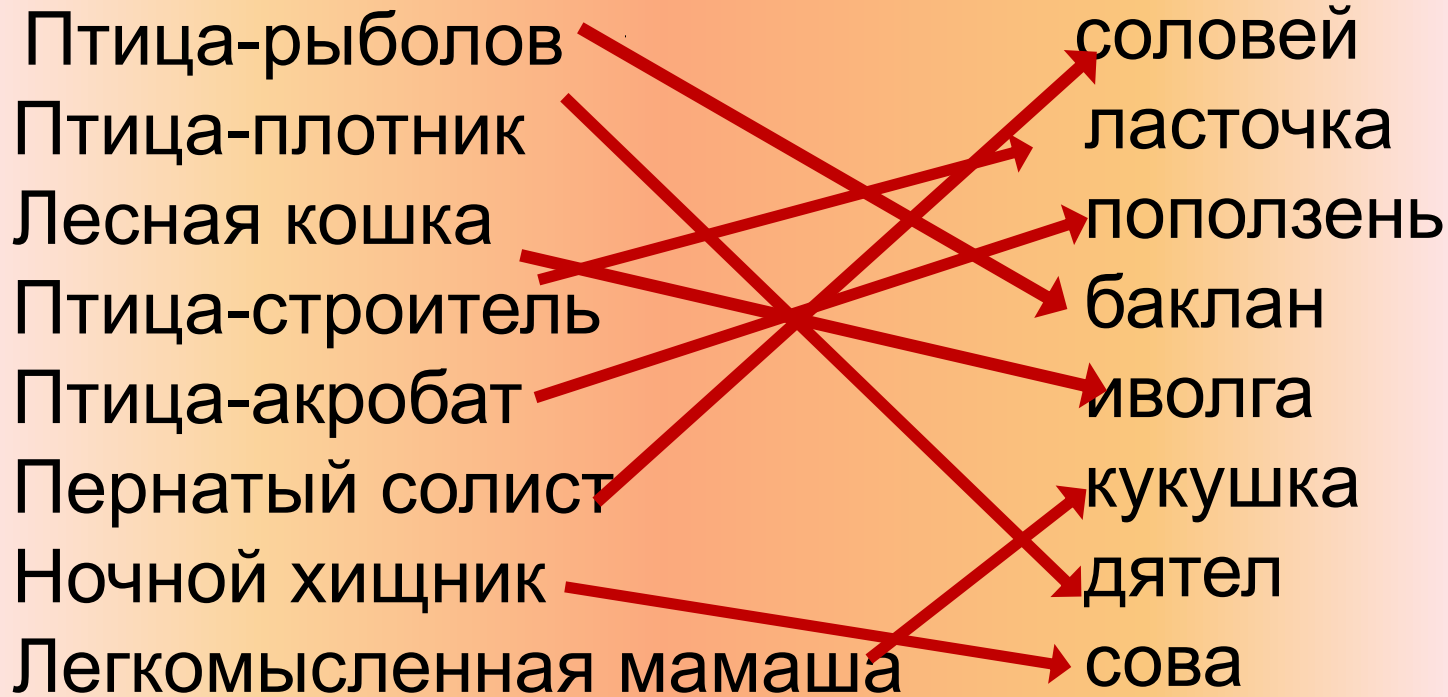 Птица-рыболов
Птица-плотник
Лесная кошка
Птица-строитель
Птица-акробат
Пернатый солист
Ночной хищник
Легкомысленная мамаша
соловей
ласточка
поползень
баклан
иволга
кукушка
дятел
сова